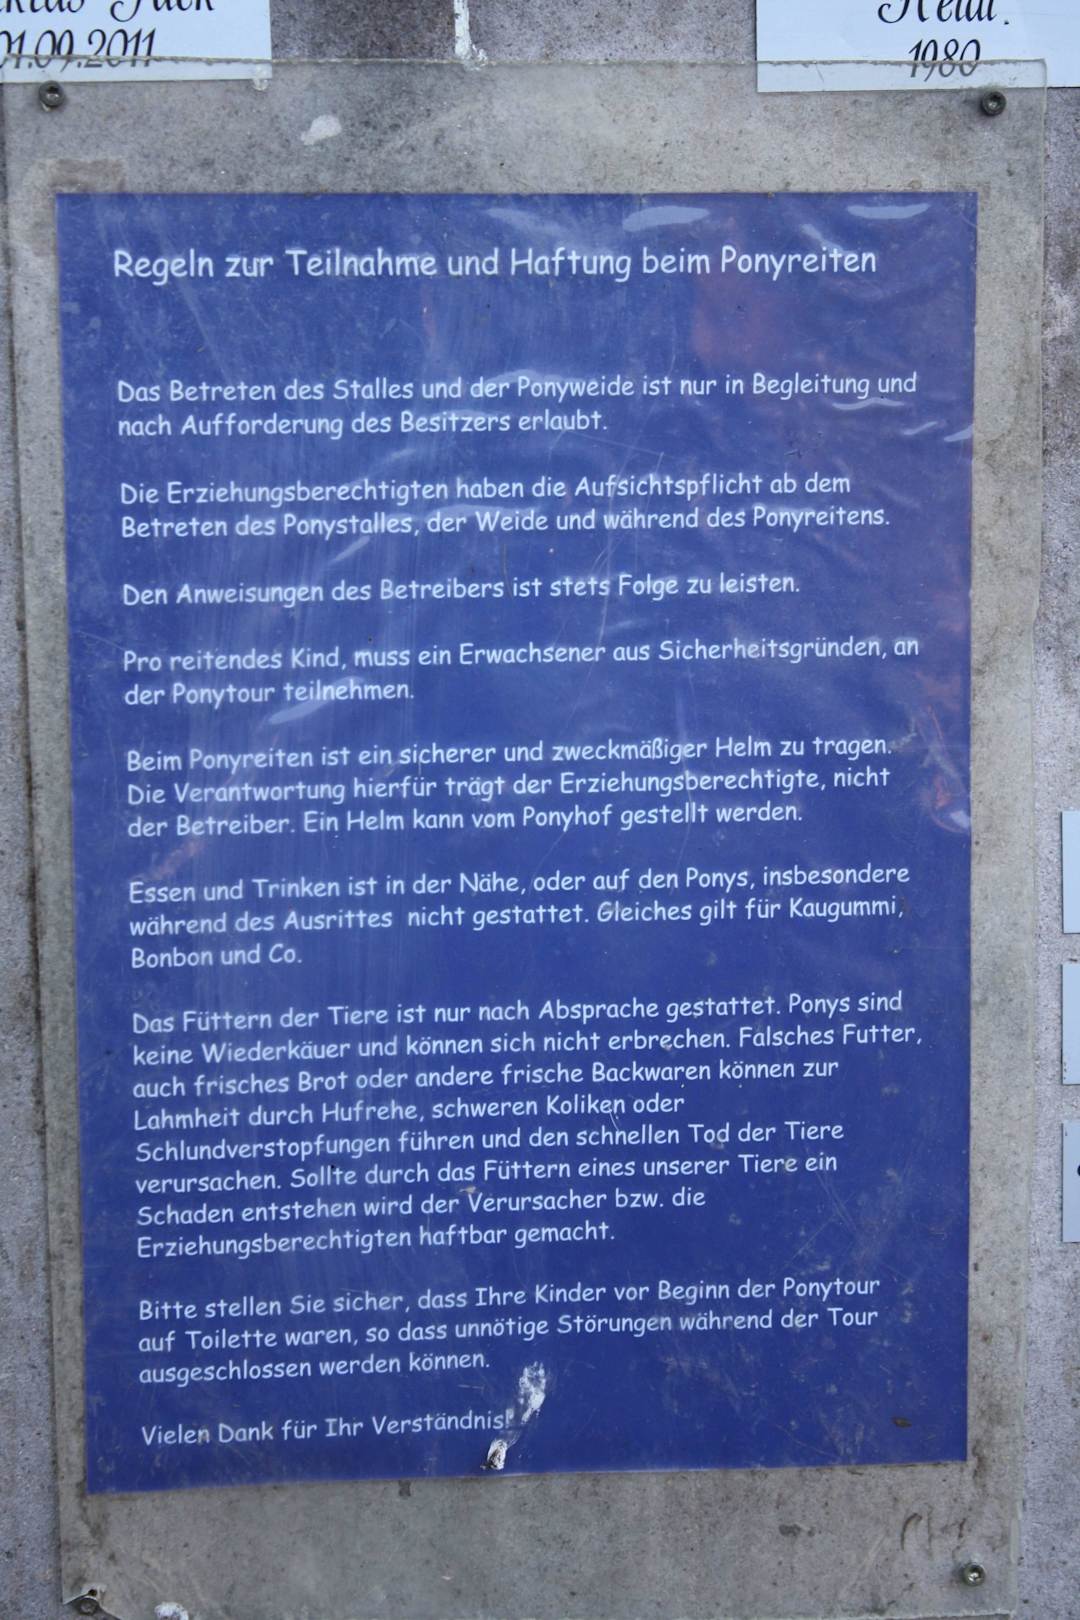 01.09.2011
Heidi.
1980
Regeln zur Teilnahme und Haftung beim Ponyreiten
Das Betreten des Stalles und der Ponyweide ist nur in Begleitung und
nach Aufforderung des Besitzers erlaubt.
Die Erziehungsberechtigten haben die Aufsichtspflicht ab dem
Betreten des Ponystalles, der Weide und während des Ponyreitens.
Den Anweisungen des Betreibers ist stets Folge zu leisten.
Pro reitendes Kind, muss ein Erwachsener aus Sicherheitsgründen, an
der Ponytour teilnehmen.
Beim Ponyreiten ist ein sicherer und zweckmäßiger Helm zu tragen.
Die Verantwortung hierfür trägt der Erziehungsberechtigte, nicht
der Betreiber. Ein Helm kann vom Ponyhof gestellt werden.
Essen und Trinken ist in der Nähe, oder auf den Ponys, insbesondere
während des Ausrittes nicht gestattet. Gleiches gilt für Kaugummi,
Bonbon und Co.
Das Füttern der Tiere ist nur nach Absprache gestattet. Ponys sind
keine Wiederkäuer und können sich nicht erbrechen. Falsches Futter,
auch frisches Brot oder andere frische Backwaren können zur
Lahmheit durch Hufrehe, schweren Koliken oder
Schlundverstopfungen führen und den schnellen Tod der Tiere
verursachen. Sollte durch das Füttern eines unserer Tiere ein
Schaden entstehen wird der Verursacher bzw. die
Erziehungsberechtigten haftbar gemacht.
Bitte stellen Sie sicher, dass Ihre Kinder vor Beginn der Ponytour
auf Toilette waren, so dass unnötige Störungen während der Tour
ausgeschlossen werden können.
Vielen Dank für Ihr Verständnis!